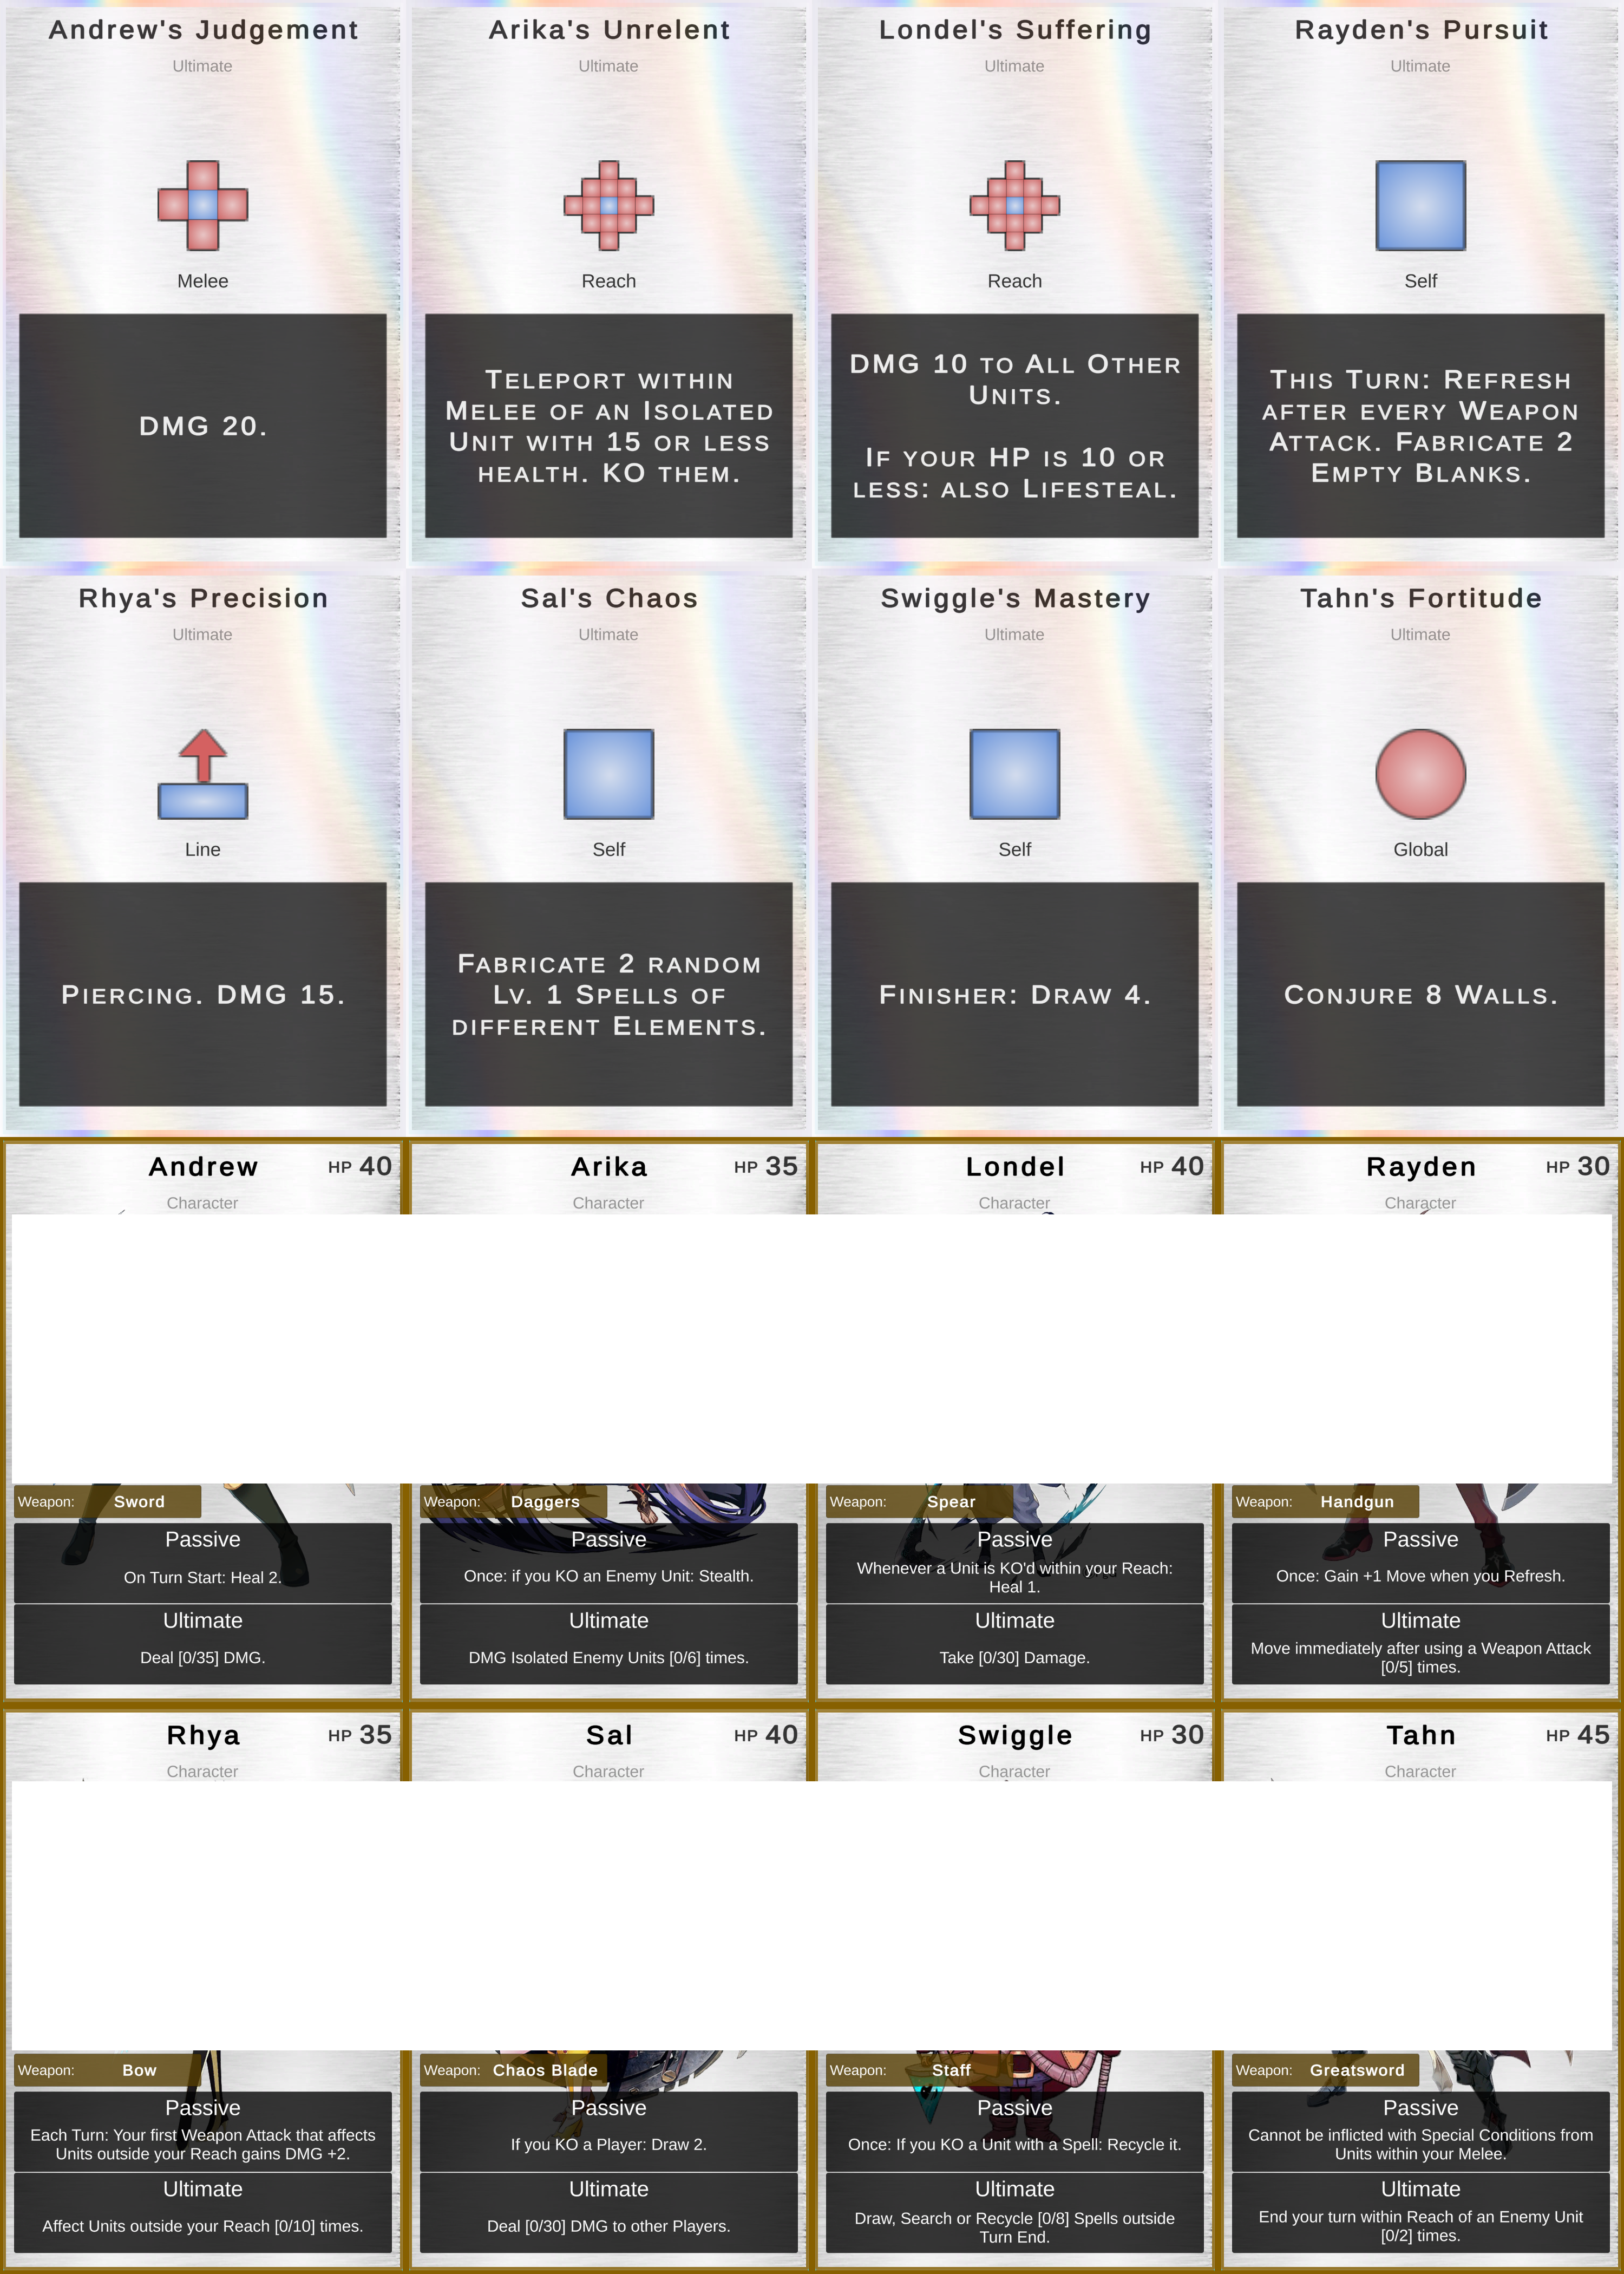 Andrew's Judgement
Ultimate
Melee
DMG 20.
Arika's Unrelent
Ultimate
Reach
Teleport within
Melee of an Isolated
Unit with 15 or less
health. KO them.
Londel's Suffering
Ultimate
Reach
DMG 10 to All Other
Units.
If your HP is 10 or
less: also Lifesteal.
Rayden's Pursuit
Ultimate
Self
This Turn: Refresh
after every Weapon
Attack. Fabricate 2
Empty Blanks.
Rhya's Precision
Ultimate
Line
Piercing. DMG 15.
Sal's Chaos
Ultimate
Self
Fabricate 2 random
Lv. 1 Spells of
different Elements.
Swiggle's Mastery
Ultimate
Self
Finisher: Draw 4.
Tahn's Fortitude
Ultimate
Global
Conjure 8 Walls.
Andrew HP 40
Character
Weapon: Sword
Passive
On Turn Start: Heal 2.
Ultimate
Deal [0/35] DMG.
Arika HP 35
Character
Weapon: Daggers
Passive
Once: if you KO an Enemy Unit: Stealth.
Ultimate
DMG Isolated Enemy Units [0/6] times.
Londel HP 40
Character
Weapon: Spear
Passive
Whenever a Unit is KO'd within your Reach:
Heal 1.
Ultimate
Take [0/30] Damage.
Rayden HP 30
Character
Weapon: Handgun
Passive
Once: Gain +1 Move when you Refresh.
Ultimate
Move immediately after using a Weapon Attack
[0/5] times.
Rhya HP 35
Character
Weapon: Bow
Passive
Each Turn: Your first Weapon Attack that affects
Units outside your Reach gains DMG +2.
Ultimate
Affect Units outside your Reach [0/10] times.
Sal HP 40
Character
Weapon: Chaos Blade
Passive
If you KO a Player: Draw 2.
Ultimate
Deal [0/30] DMG to other Players.
Swiggle HP 30
Character
Weapon: Staff
Passive
Once: If you KO a Unit with a Spell: Recycle it.
Ultimate
Draw, Search or Recycle [0/8] Spells outside
Turn End.
Tahn HP 45
Character
Weapon: Greatsword
Passive
Cannot be inflicted with Special Conditions from
Units within your Melee.
Ultimate
End your turn within Reach of an Enemy Unit
[0/2] times.